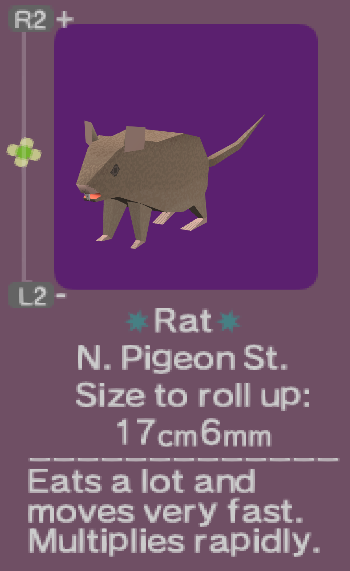 R2 +
L2 -
Rat
N. Pigeon St.
Size to roll up:
17cm6mm
Eats a lot and
moves very fast.
Multiplies rapidly.